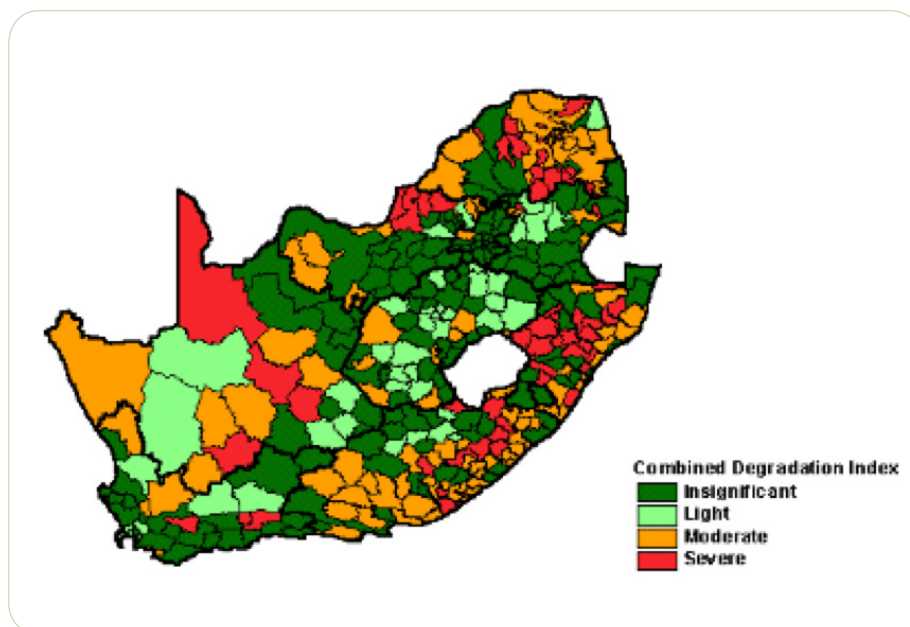 Combined Degradation Index
Insignificant
Light
Moderate
Severe